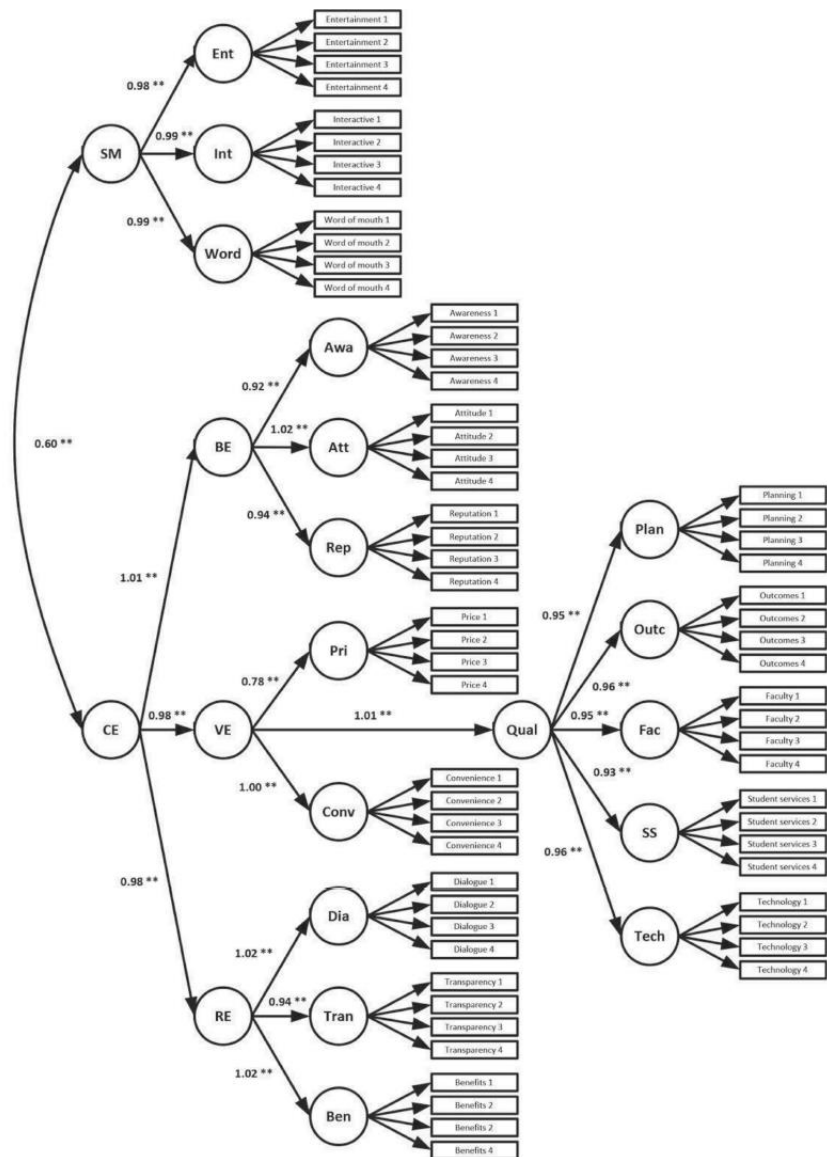 Entertainment 1
Entertainment 2
Entertainment 3
Entertainment 4
Ent
0.98 **
Interactive 1
Interactive 2
Interactive 3
Interactive 4
SM
0.99 **
Int
0.99 **
Word of mouth 1
Word of mouth 2
Word of mouth 3
Word of mouth 4
Word
0.60 **
Awareness 1
Awareness 2
Awareness 3
Awareness 4
Awa
0.92 **
Attitude 1
Attitude 2
Attitude 3
Attitude 4
BE
1.02 **
Att
0.94 **
Reputation 1
Reputation 2
Reputation 3
Reputation 4
Rep
1.01 **
Price 1
Price 2
Price 3
Price 4
Pri
0.78 **
CE
0.98 **
VE
1.01 **
Qual
1.00 **
Convenience 1
Convenience 2
Convenience 3
Convenience 4
Conv
0.98 **
Dialogue 1
Dialogue 2
Dialogue 3
Dialogue 4
Dia
1.02 **
Transparency 1
Transparency 2
Transparency 3
Transparency 4
RE
0.94 **
Tran
1.02 **
Benefits 1
Benefits 2
Benefits 2
Benefits 4
Ben
Planning 1
Planning 2
Planning 3
Planning 4
Plan
0.95 **
Outcomes 1
Outcomes 2
Outcomes 3
Outcomes 4
Outc
0.96 **
Faculty 1
Faculty 2
Faculty 3
Faculty 4
0.95 **
Fac
0.93 **
Student services 1
Student services 2
Student services 3
Student services 4
SS
0.96 **
Technology 1
Technology 2
Technology 3
Technology 4
Tech